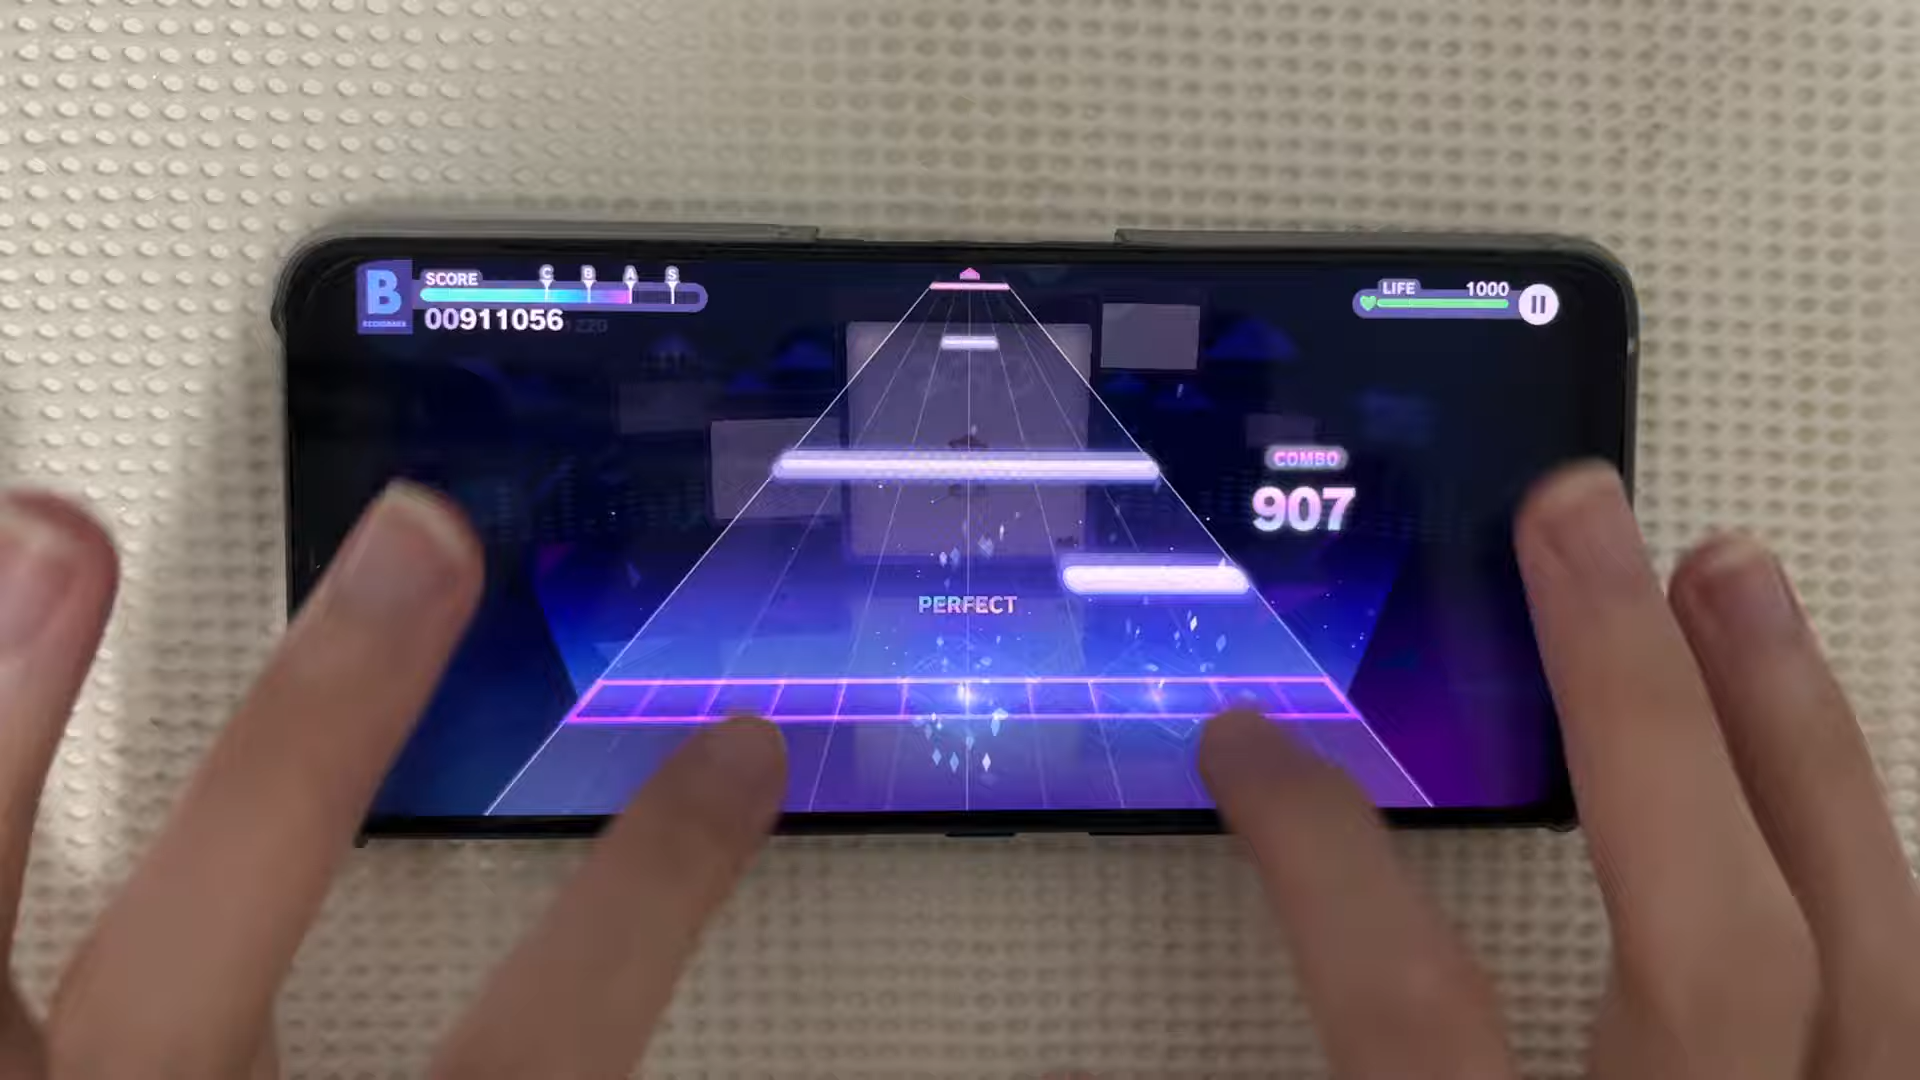 B
SCORE
C B A S
00911056
LIFE 1000
COMBO
907
PERFECT